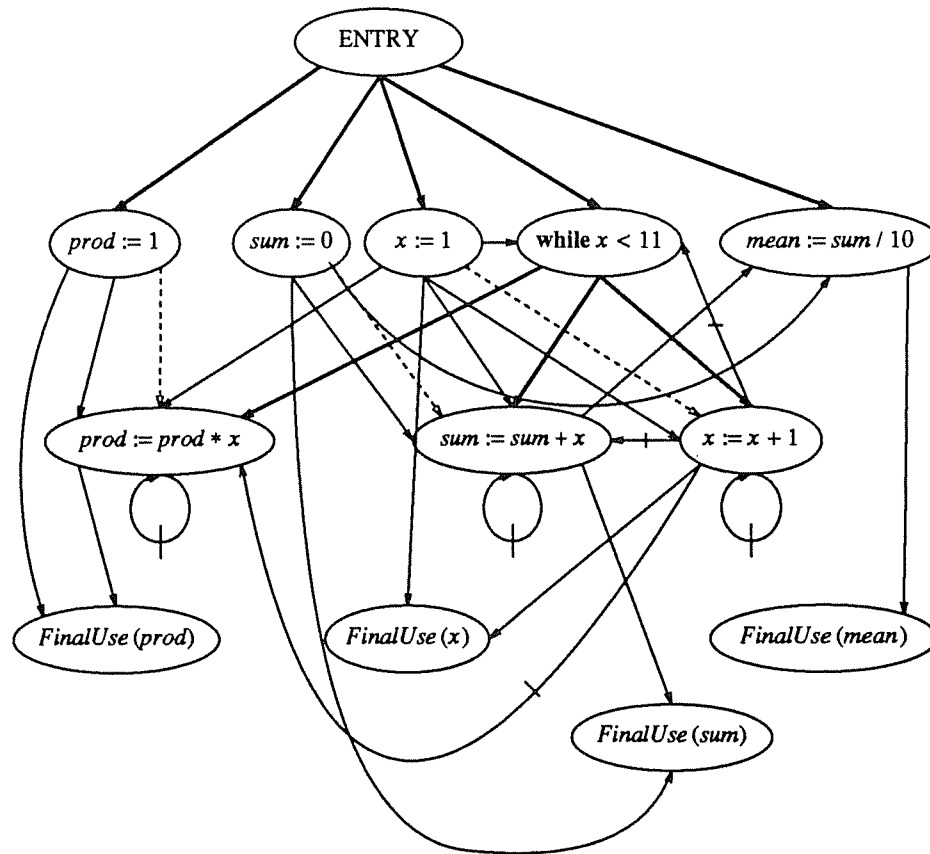 ENTRY
prod := 1
sum := 0
x := 1
while x < 11
mean := sum / 10
prod := prod * x
sum := sum + x
x := x + 1
FinalUse (prod)
FinalUse (x)
FinalUse (mean)
FinalUse (sum)